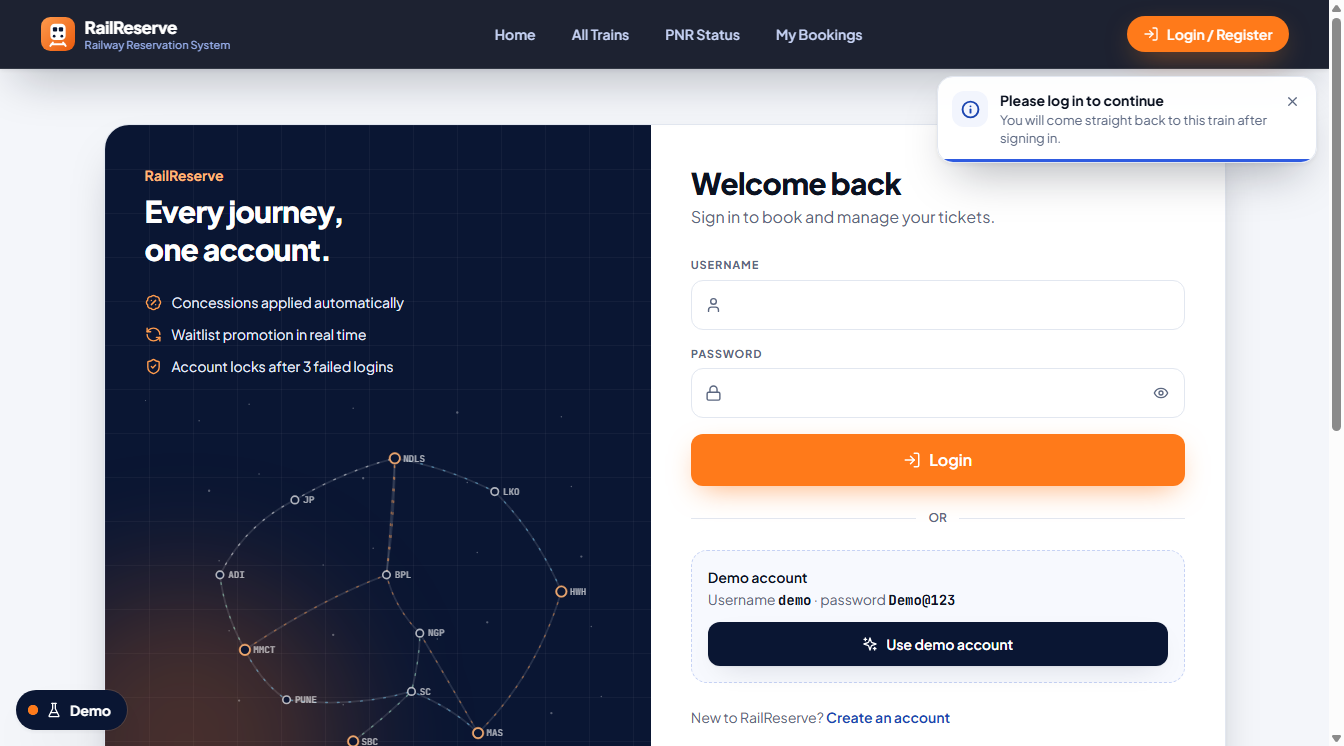 RailReserve
Railway Reservation System
Home
All Trains
PNR Status
My Bookings
Login / Register
Please log in to continue
You will come straight back to this train after
signing in.
RailReserve
Every journey,
one account.
Concessions applied automatically
Waitlist promotion in real time
Account locks after 3 failed logins
NDLS
LKO
JP
ADI
BPL
HWH
NGP
MMCT
SC
PUNE
MAS
SBC
Demo
Welcome back
Sign in to book and manage your tickets.
USERNAME
PASSWORD
Login
OR
Demo account
Username demo · password Demo@123
Use demo account
New to RailReserve? Create an account